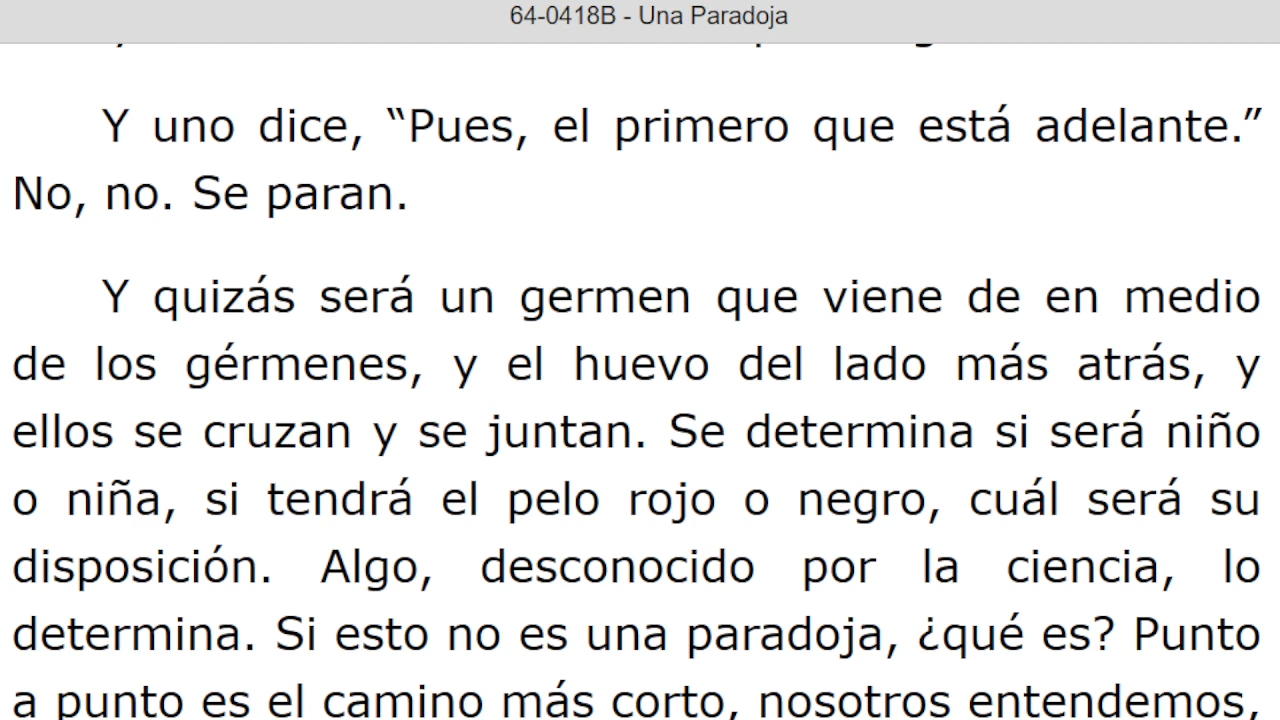 64-0418B - Una Paradoja
Y uno dice, “Pues, el primero que está adelante.”
No, no. Se paran.
Y quizás será un germen que viene de en medio
de los gérmenes, y el huevo del lado más atrás, y
ellos se cruzan y se juntan. Se determina si será niño
o niña, si tendrá el pelo rojo o negro, cuál será su
disposición. Algo, desconocido por la ciencia, lo
determina. Si esto no es una paradoja, ¿qué es? Punto
a punto es el camino más corto, nosotros entendemos,